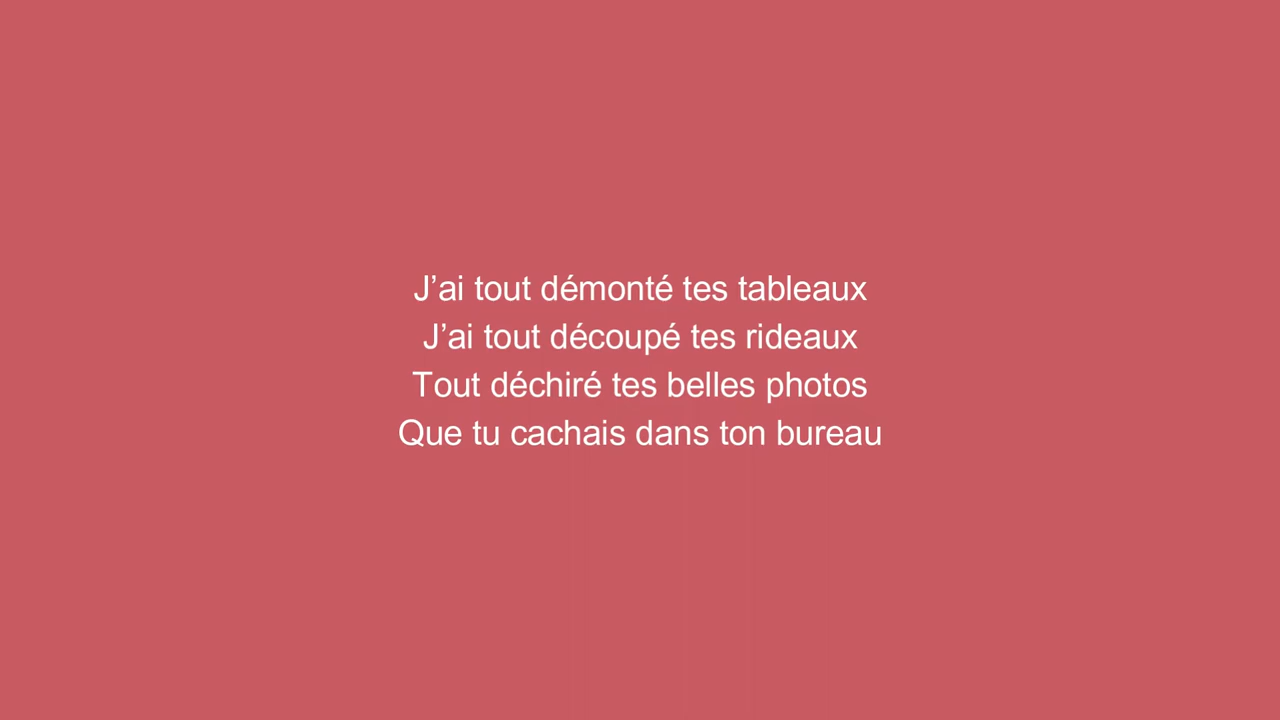 J’ai tout démonté tes tableaux
J’ai tout découpé tes rideaux
Tout déchiré tes belles photos
Que tu cachais dans ton bureau